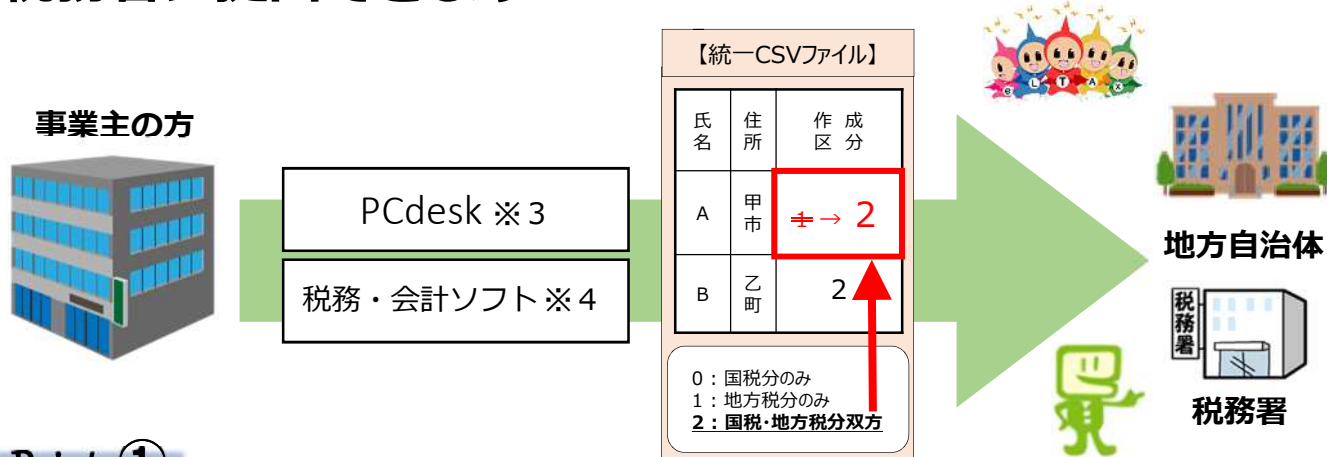 【統一CSVファイル】
事業主の方
氏名
住所
作成区分
PCdesk ※3
A
甲市
1→ 2
税務・会計ソフト※4
B
乙町
2
0：国税分のみ
1：地方税分のみ
2：国税・地方税分双方
e L T A x
地方自治体
税務署
税務署
①